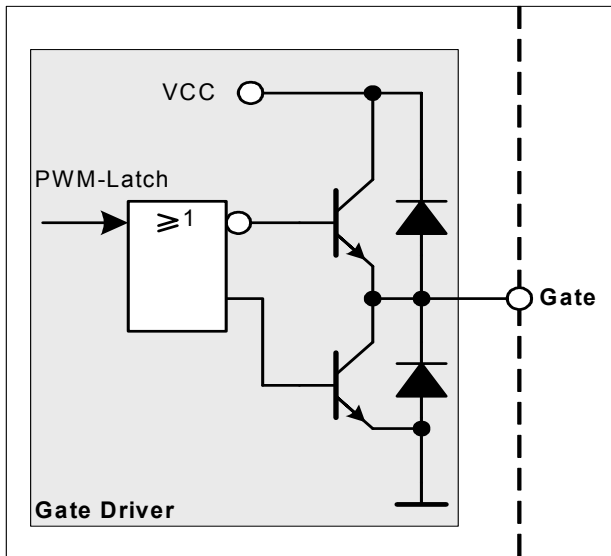 VCC
PWM-Latch
≥1
Gate
Gate Driver